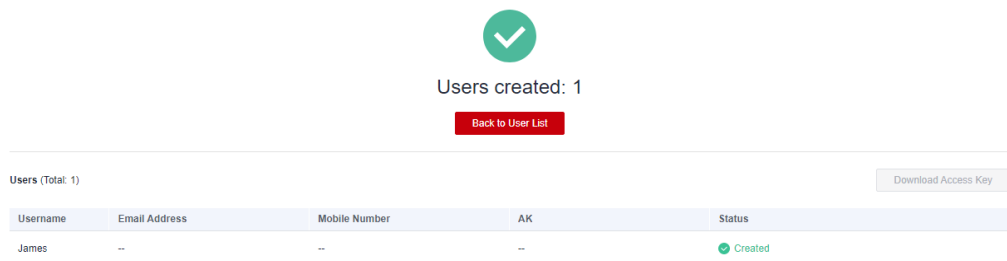 Users created: 1
Back to User List
Users (Total: 1) Download Access Key
Username Email Address Mobile Number AK Status
James -- -- -- Created